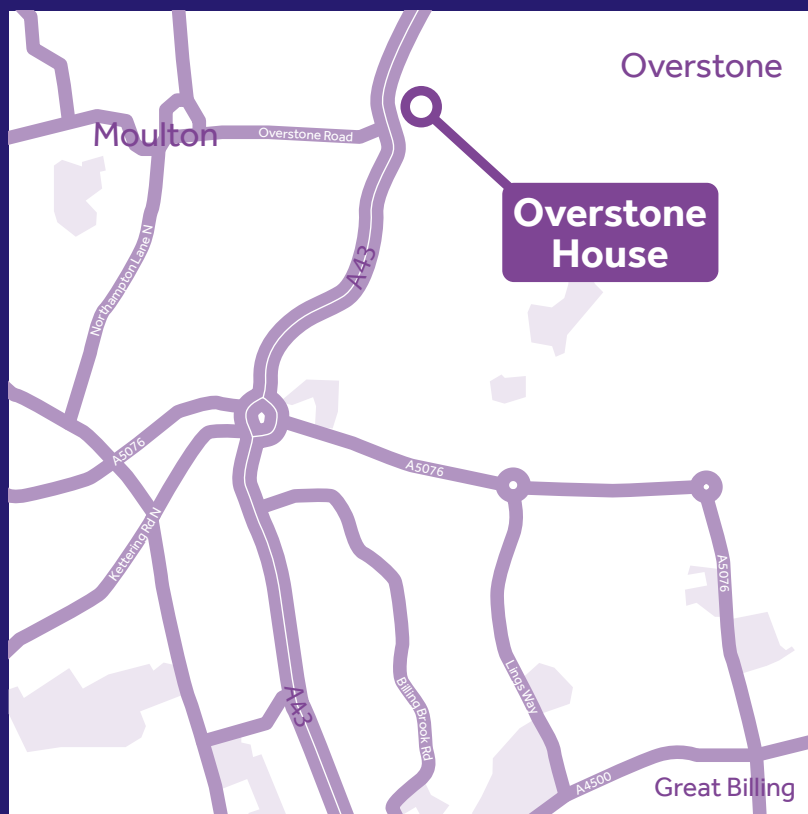 Overstone
Moulton
Overstone Road
Overstone
House
Northampton Lane N
A43
A5076
A5076
Kettering Rd N
A5076
Lings Way
Billing Brook Rd
A43
A4500
Great Billing